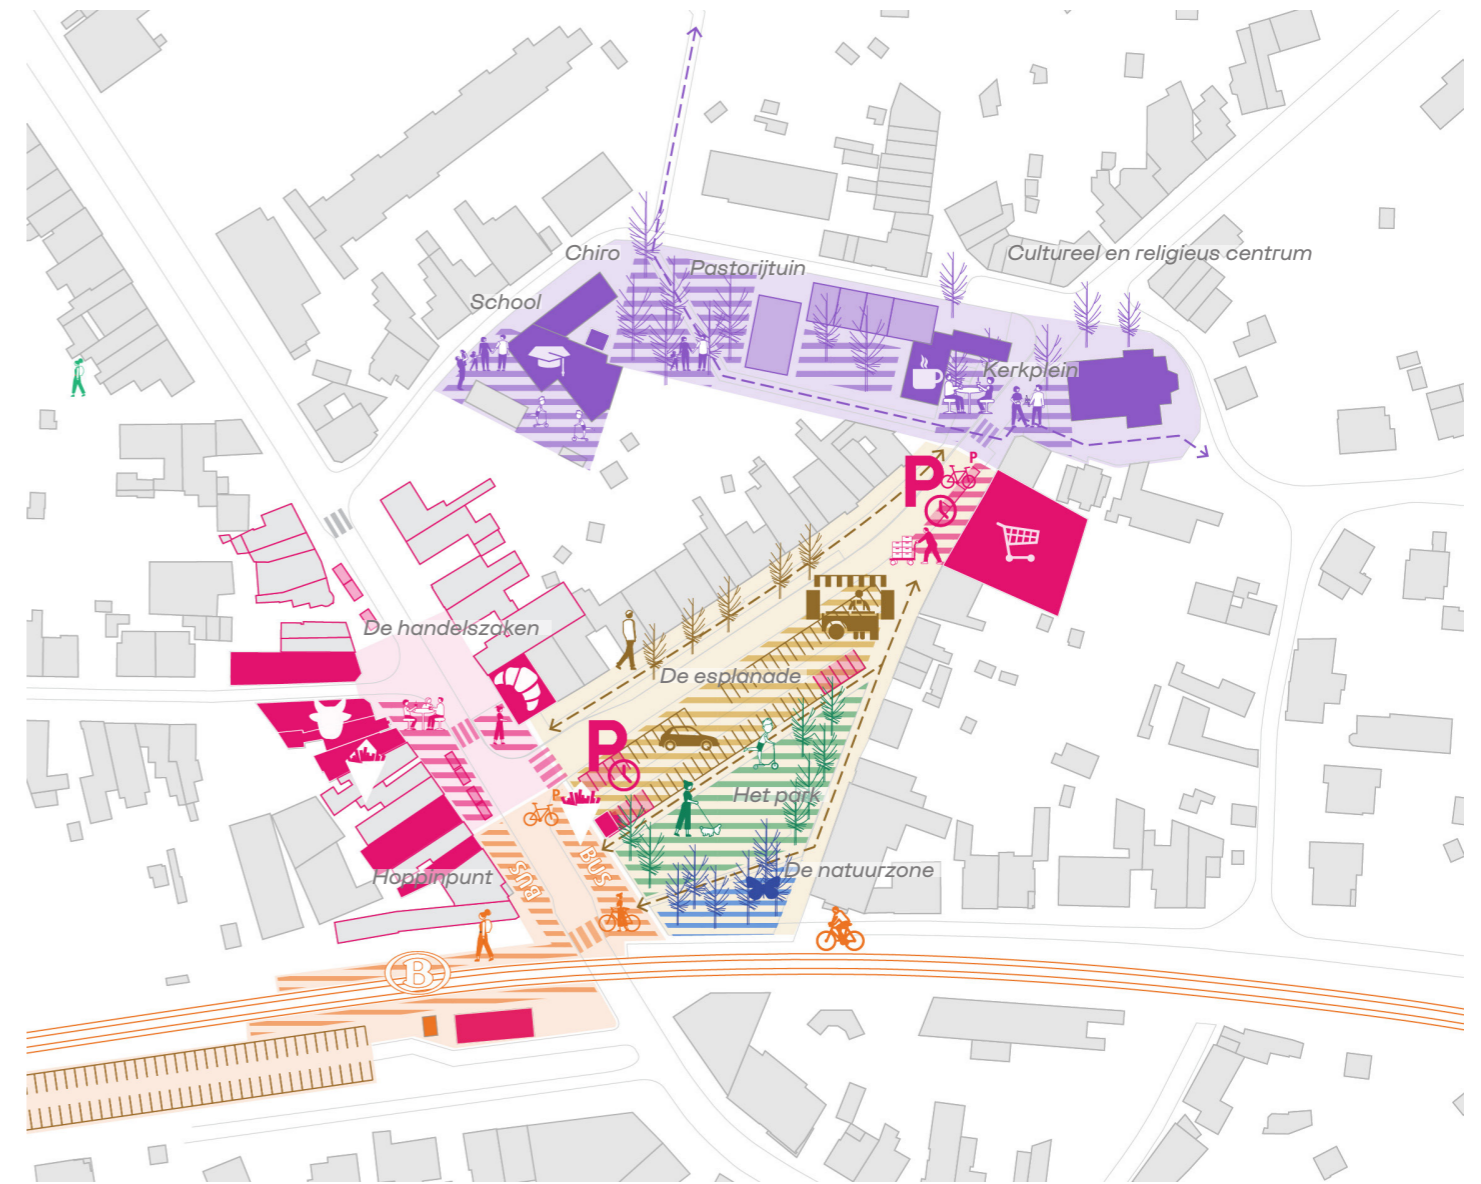 Chiro
Cultureel en religieus centrum
Pastorijtuin
School
Kerkplein
P
P
De handelszaken
De esplanade
P
P
Het park
BUS
BUS
De natuurzone
Hoppinpunt
B